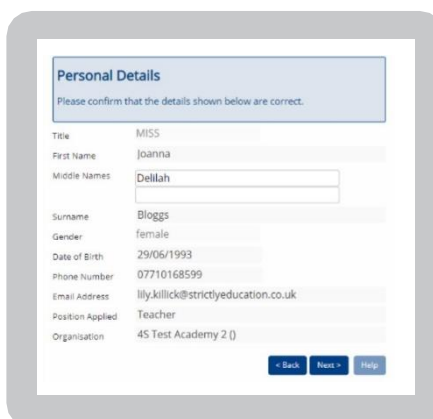 Personal Details
Please confirm that the details shown below are correct.
Title MISS
First Name Joanna
Middle Names Delilah
Surname Bloggs
Gender female
Date of Birth 29/06/1993
Phone Number 07710168599
Email Address lily.killick@strictlyeducation.co.uk
Position Applied Teacher
Organisation 4S Test Academy 2 ()
< Back Next > Help